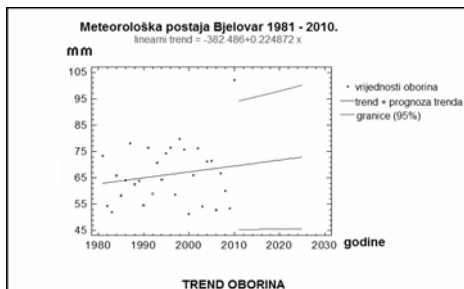 Meteorološka postaja Bjelovar 1981 - 2010.
linearni trend = -382.486+0.224872 x
mm
105
95
85
75
65
55
45
1980 1990 2000 2010 2020 2030
godine
vrijednosti oborina
trend + prognoza trenda
granice (95%)
TREND OBORINA